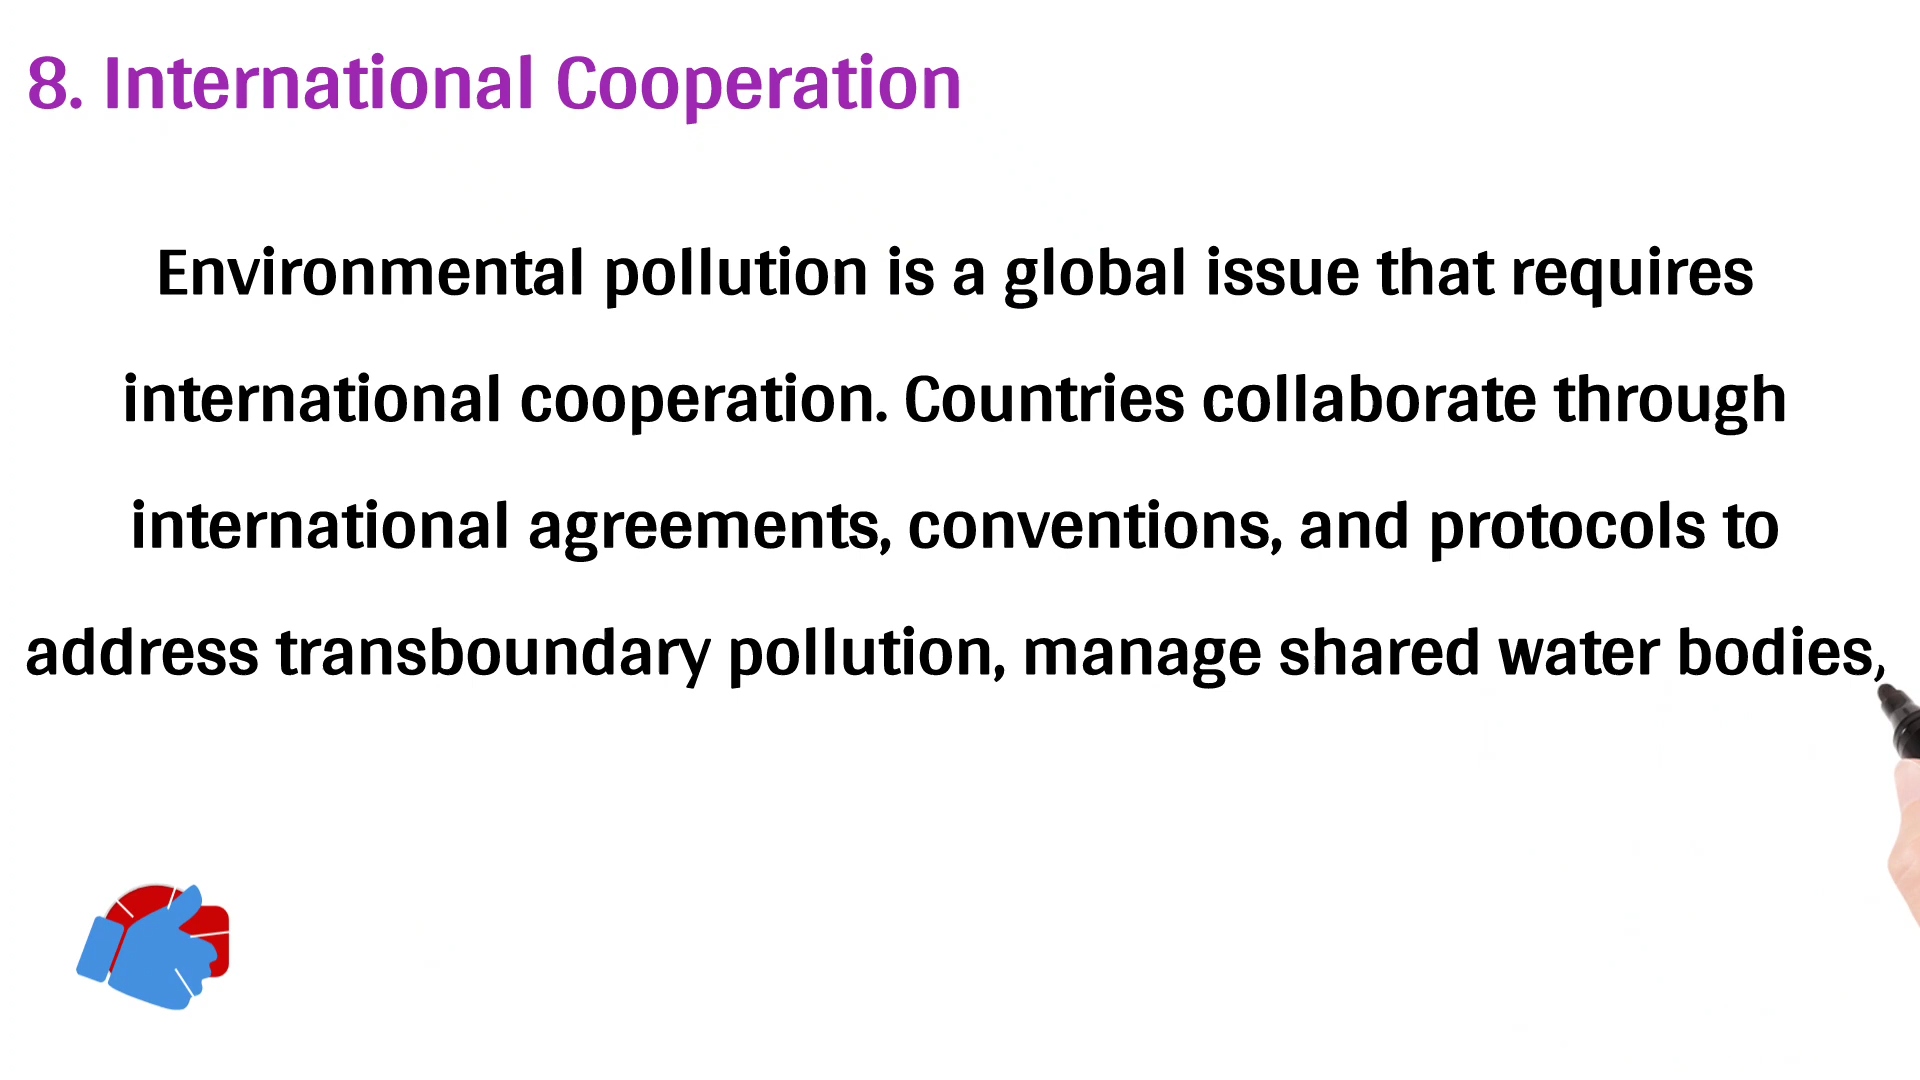 8. International Cooperation
Environmental pollution is a global issue that requires
international cooperation. Countries collaborate through
international agreements, conventions, and protocols to
address transboundary pollution, manage shared water bodies,